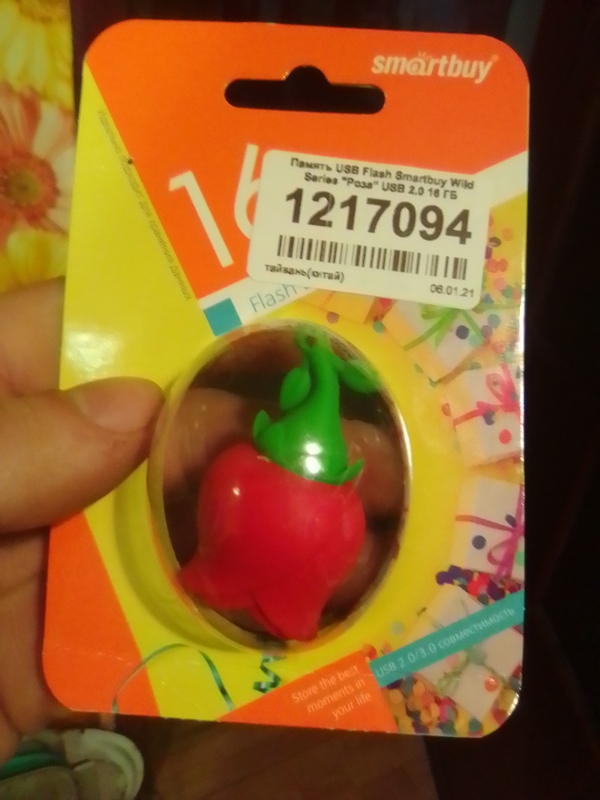 smartbuy
16
Память USB Flash Smartbuy Wild
Series "Роза" USB 2.0 16 ГБ
1217094
тайвань(китай)
06.01.21
Flash
USB 2.0/3.0 совместимость
Store the best
moments in
your life